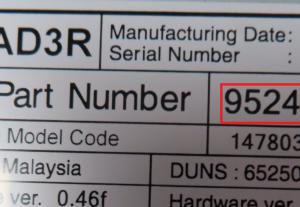 AD3R Manufacturing Date:
Serial Number :
Part Number 9524
Model Code 147803
Malaysia DUNS : 65250
ver. 0.46f Hardware ver.